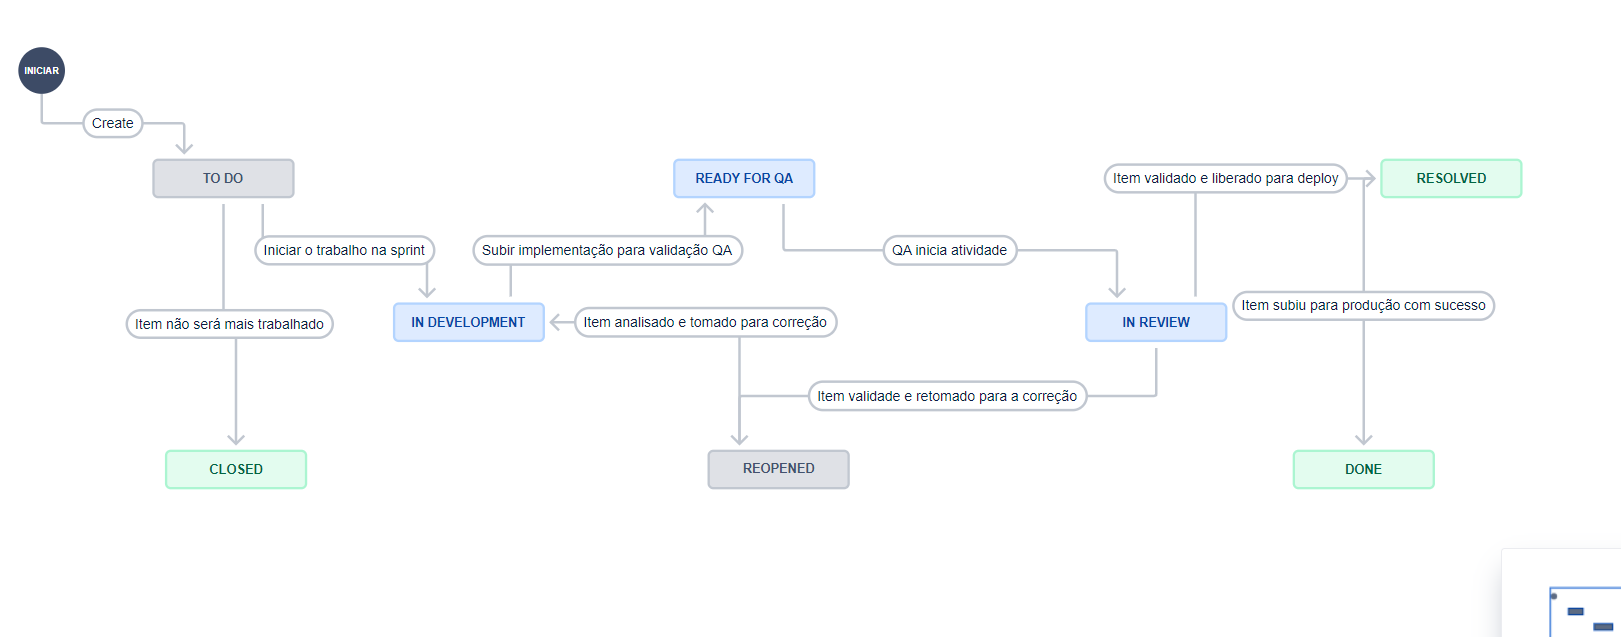 INICIAR
Create
TO DO
READY FOR QA
Item validado e liberado para deploy
RESOLVED
Iniciar o trabalho na sprint
Subir implementação para validação QA
QA inicia atividade
Item não será mais trabalhado
IN DEVELOPMENT
Item analisado e tomado para correção
IN REVIEW
Item subiu para produção com sucesso
Item validade e retomado para a correção
CLOSED
REOPENED
DONE